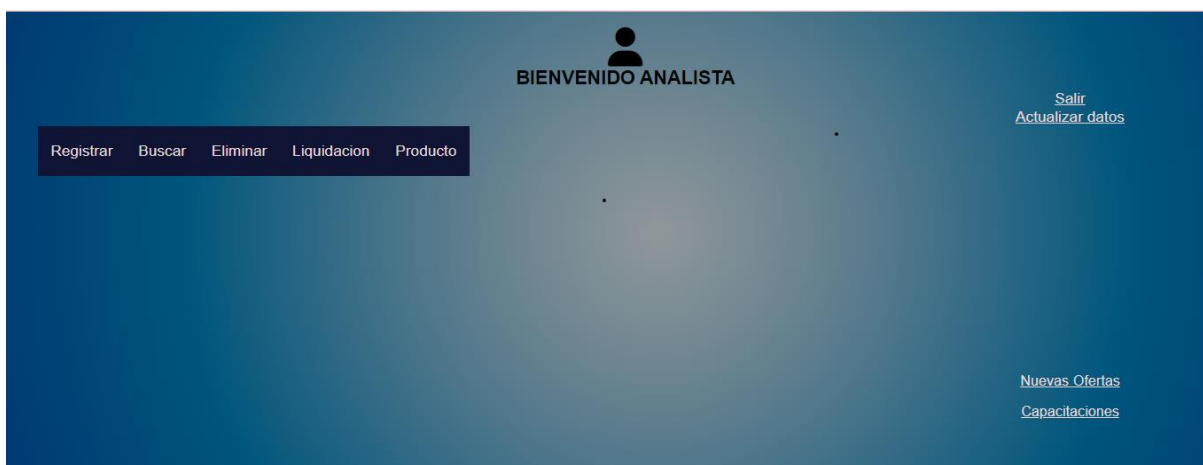 BIENVENIDO ANALISTA
Salir
Actualizar datos
Registrar Buscar Eliminar Liquidacion Producto
Nuevas Ofertas
Capacitaciones